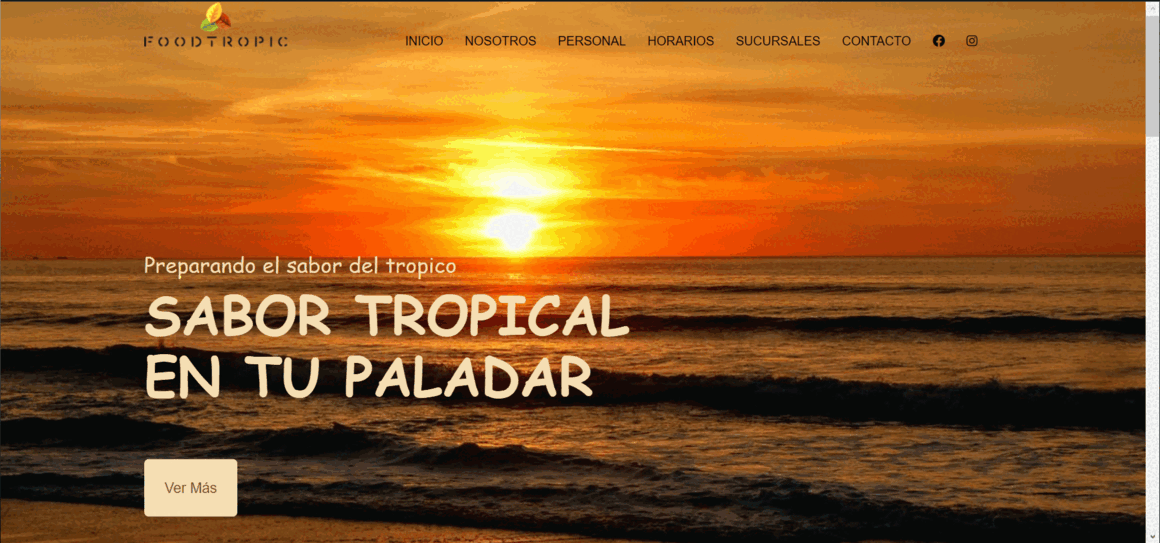 FOODTROPIC
INICIO NOSOTROS PERSONAL HORARIOS SUCURSALES CONTACTO
Preparando el sabor del tropico
SABOR TROPICAL
EN TU PALADAR
Ver Más